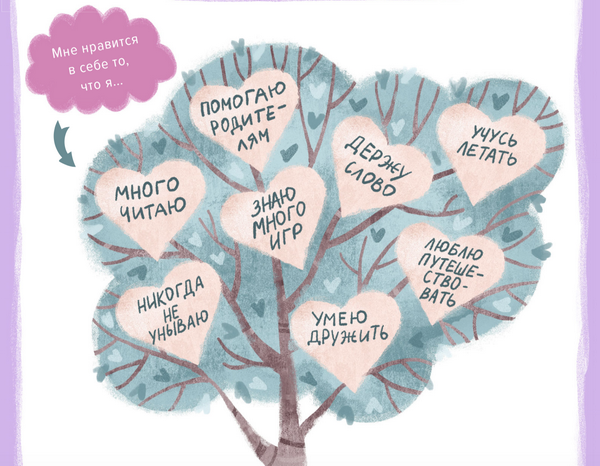 Мне нравится
в себе то,
что я...
ПОМОГАЮ
РОДИТЕ-
ЛЯМ
ДЕРЖУ
СЛОВО
УЧУСЬ
ЛЕТАТЬ
МНОГО
ЧИТАЮ
ЗНАЮ
МНОГО
ИГР
ЛЮБЛЮ
ПУТЕШЕ-
СТВО-
ВАТЬ
НИКОГДА
НЕ
УНЫВАЮ
УМЕЮ
ДРУЖИТЬ